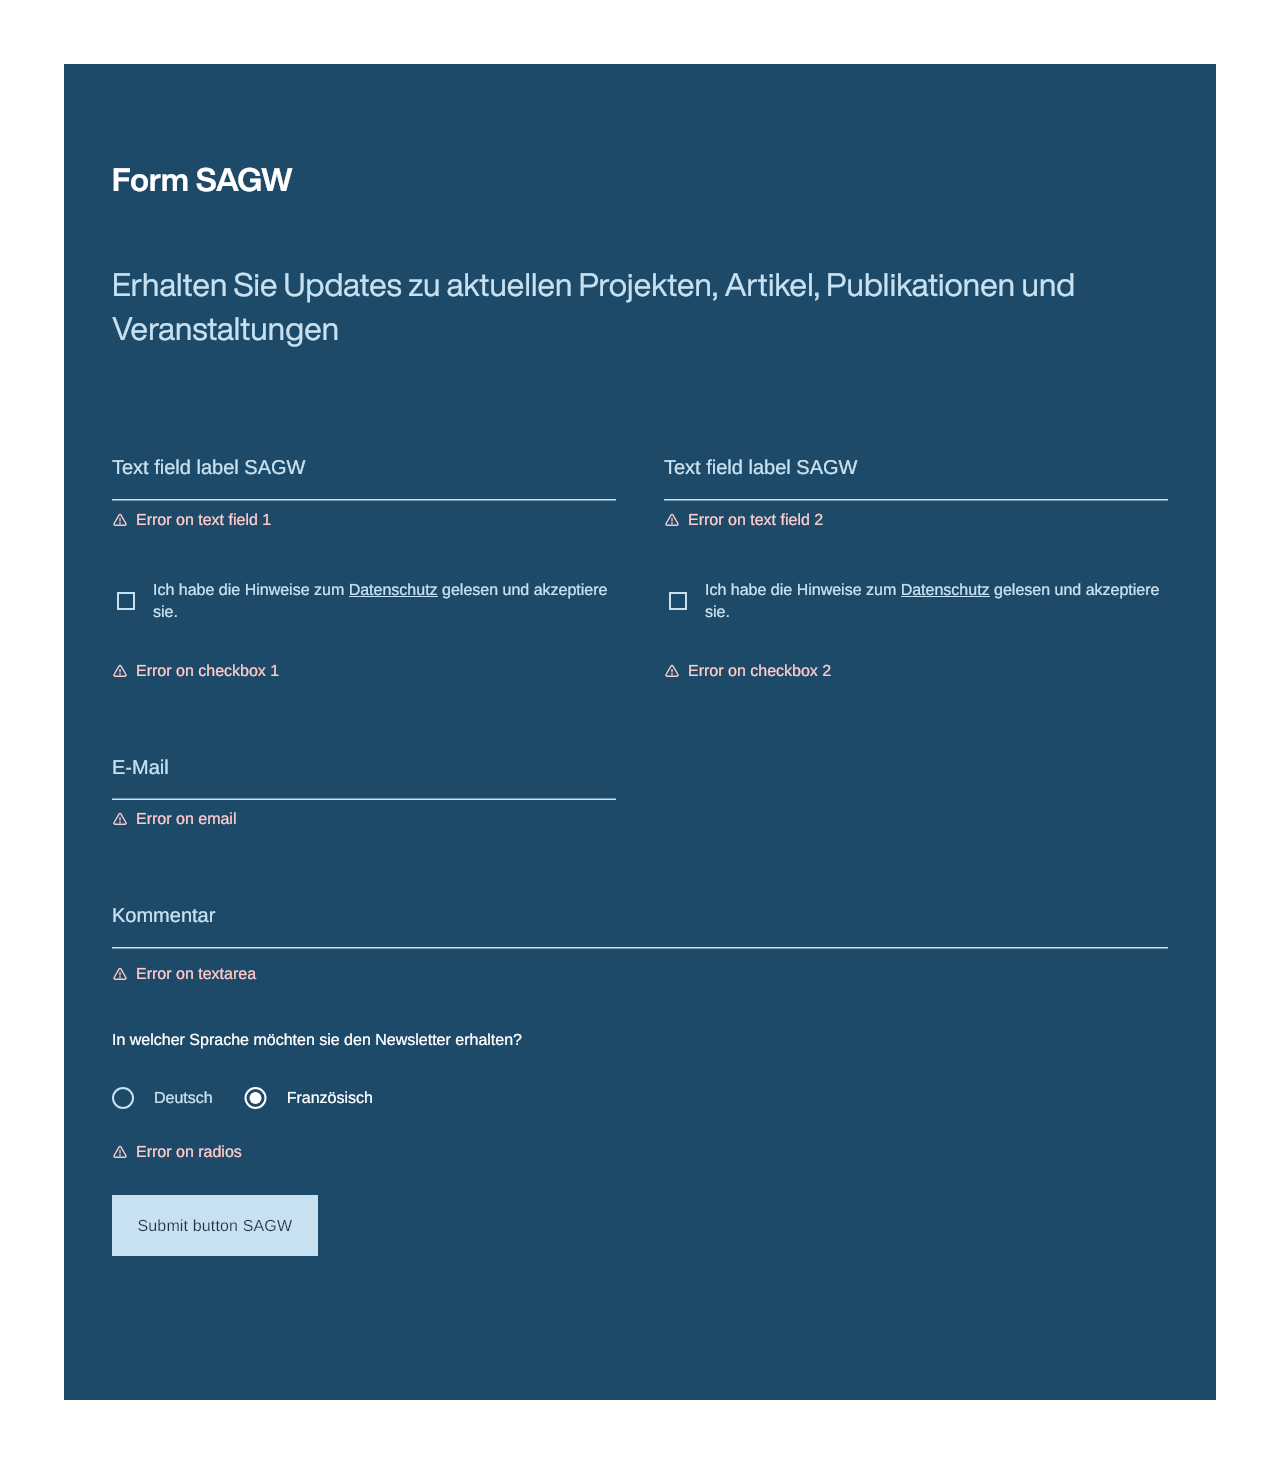 Form SAGW
Erhalten Sie Updates zu aktuellen Projekten, Artikel, Publikationen und
Veranstaltungen
Text field label SAGW
Error on text field 1
Text field label SAGW
Error on text field 2
Ich habe die Hinweise zum Datenschutz gelesen und akzeptiere
sie.
Error on checkbox 1
Ich habe die Hinweise zum Datenschutz gelesen und akzeptiere
sie.
Error on checkbox 2
E-Mail
Error on email
Kommentar
Error on textarea
In welcher Sprache möchten sie den Newsletter erhalten?
Deutsch
Französisch
Error on radios
Submit button SAGW